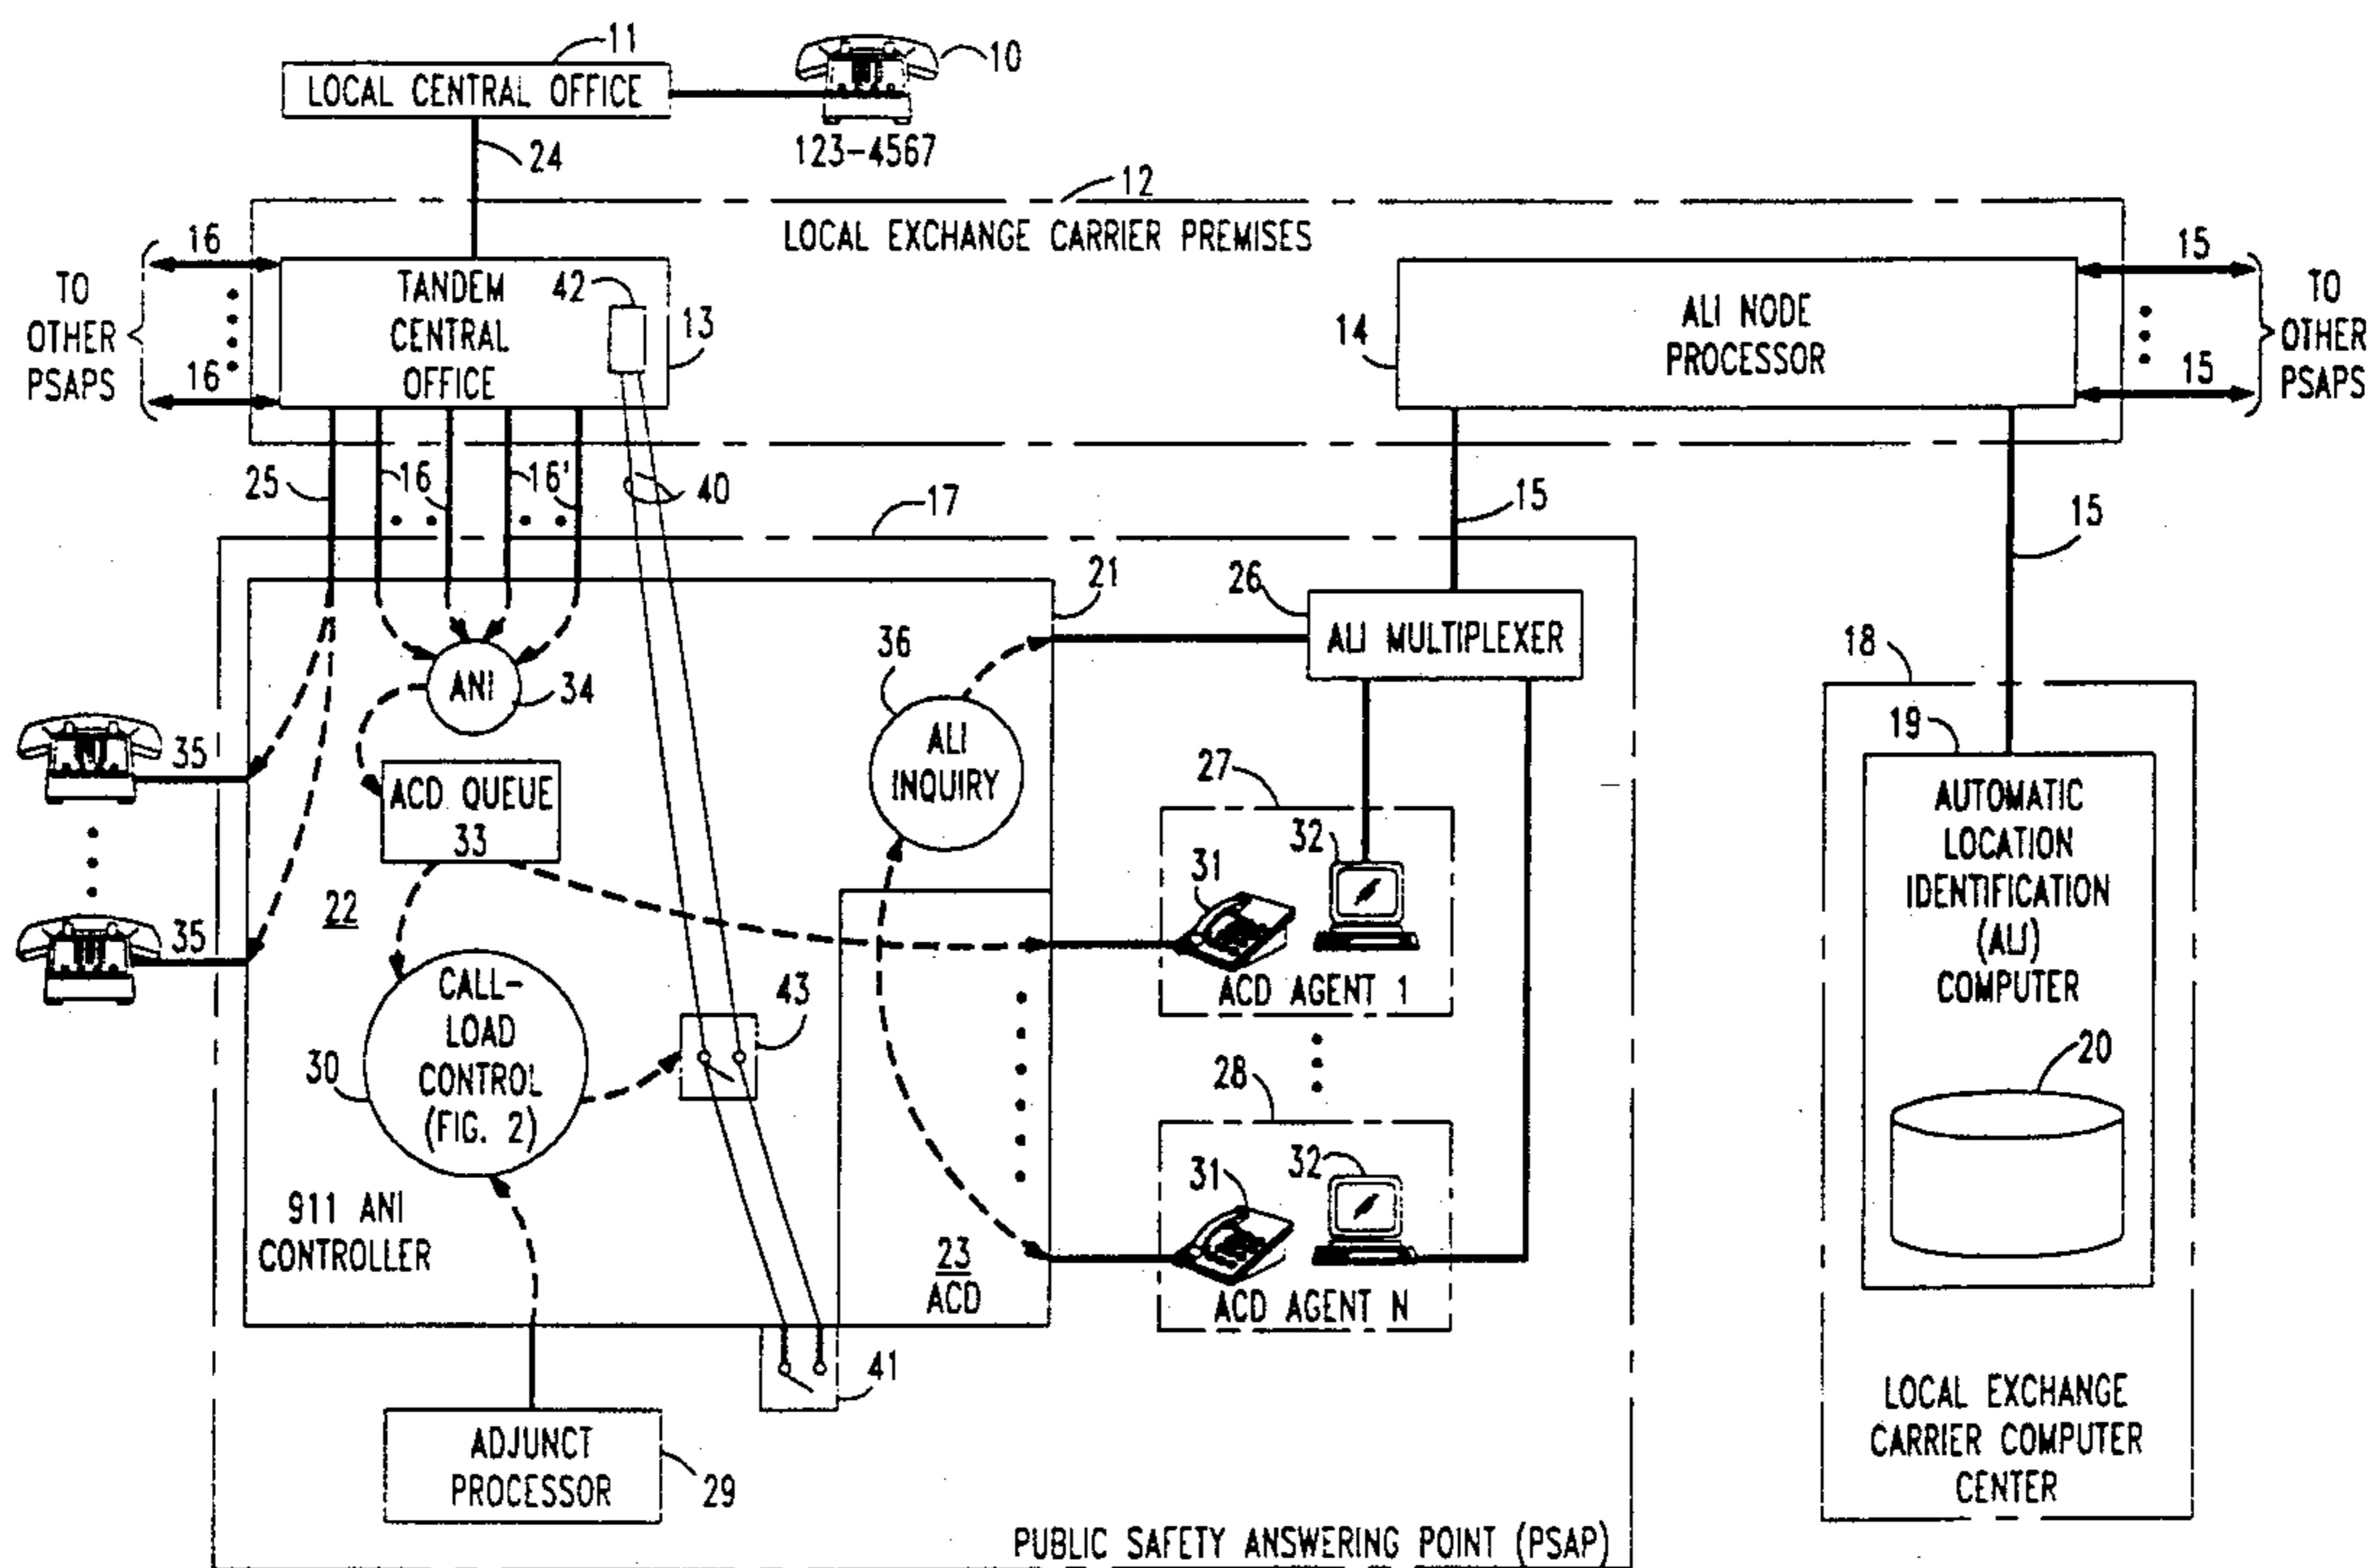 11
LOCAL CENTRAL OFFICE
10
123-4567
24
12
LOCAL EXCHANGE CARRIER PREMISES
16
16
TO
OTHER
PSAPS
TANDEM
CENTRAL
OFFICE
42
13
14
ALI NODE
PROCESSOR
15
15
TO
OTHER
PSAPS
25
16
16'
40
17
15
15
21
26
ALI MULTIPLEXER
36
ALI
INQUIRY
ANI
34
35
35
ACD QUEUE
33
22
27
31
32
ACD AGENT 1
18
19
AUTOMATIC
LOCATION
IDENTIFICATION
(ALI)
COMPUTER
20
CALL-
LOAD
CONTROL
(FIG. 2)
30
43
28
31
32
ACD AGENT N
911 ANI
CONTROLLER
23
ACD
41
ADJUNCT
PROCESSOR
29
LOCAL EXCHANGE
CARRIER COMPUTER
CENTER
PUBLIC SAFETY ANSWERING POINT (PSAP)